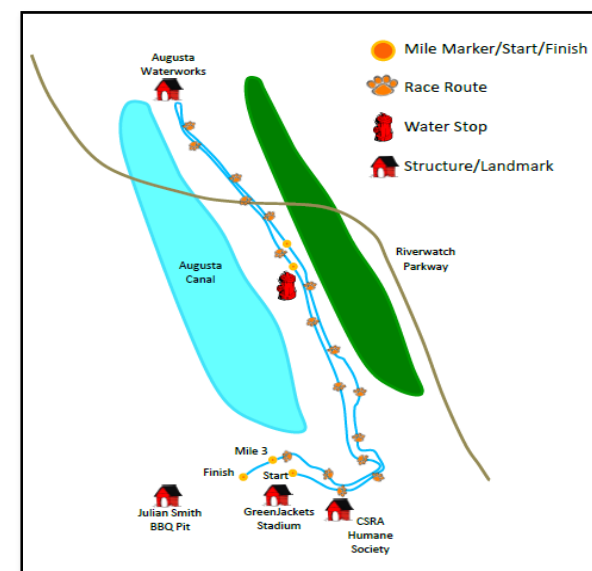 Augusta
Waterworks
Mile Marker/Start/Finish
Race Route
Water Stop
Structure/Landmark
Riverwatch
Parkway
Augusta
Canal
Mile 3
Finish
Start
Julian Smith
BBQ Pit
GreenJackets
Stadium
CSRA
Humane
Society